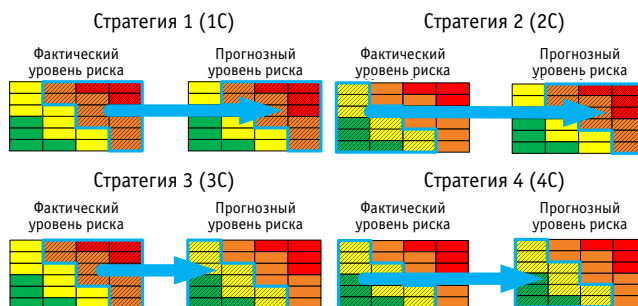 Стратегия 1 (1С)
Стратегия 2 (2С)
Фактический
уровень риска
Прогнозный
уровень риска
Фактический
уровень риска
Прогнозный
уровень риска
Стратегия 3 (3С)
Стратегия 4 (4С)
Фактический
уровень риска
Прогнозный
уровень риска
Фактический
уровень риска
Прогнозный
уровень риска